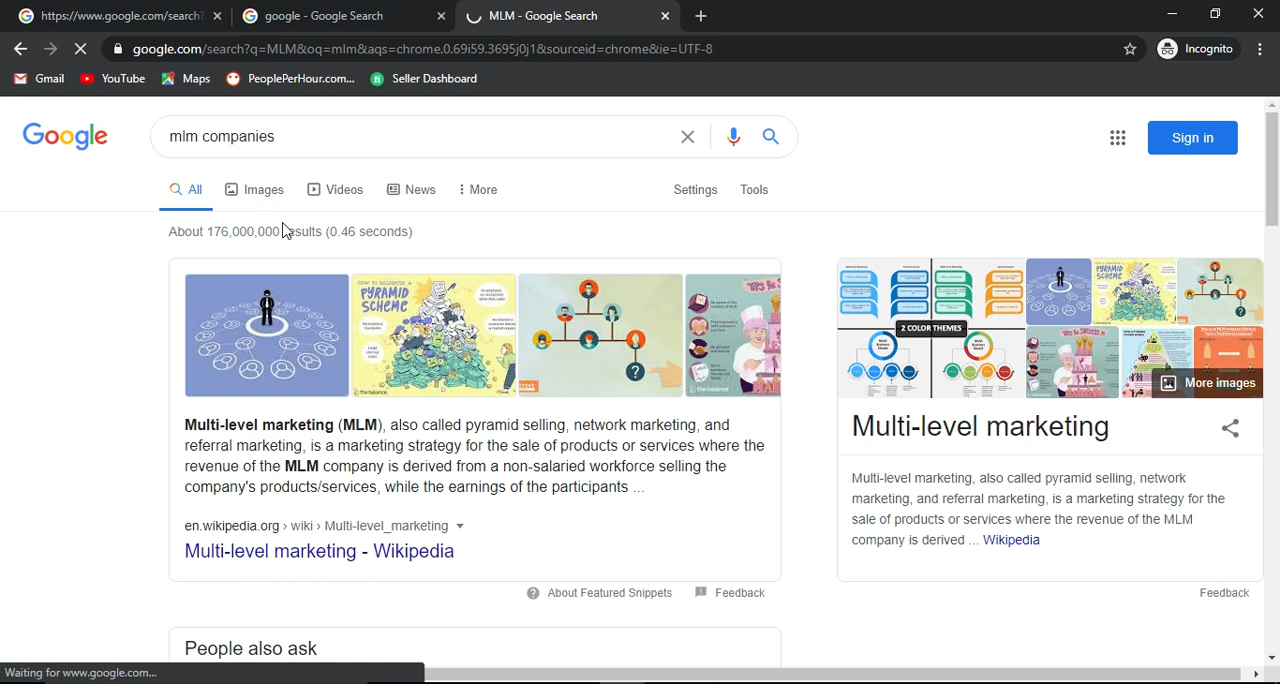 https://www.google.com/search?
google - Google Search
MLM - Google Search
google.com/search?q=MLM&oq=mlm&aqs=chrome.0.69i59.3695j0j1&sourceid=chrome&ie=UTF-8
Incognito
Gmail
YouTube
Maps
PeoplePerHour.com...
Seller Dashboard
Google
mlm companies
Sign in
All
Images
Videos
News
More
Settings
Tools
About 176,000,000 results (0.46 seconds)
PYRAMID SCHEME
2 COLOR THEMES
More images
Multi-level marketing (MLM), also called pyramid selling, network marketing, and
referral marketing, is a marketing strategy for the sale of products or services where the
revenue of the MLM company is derived from a non-salaried workforce selling the
company's products/services, while the earnings of the participants ...
en.wikipedia.org › wiki › Multi-level_marketing
Multi-level marketing - Wikipedia
About Featured Snippets
Feedback
Multi-level marketing
Multi-level marketing, also called pyramid selling, network
marketing, and referral marketing, is a marketing strategy for the
sale of products or services where the revenue of the MLM
company is derived ... Wikipedia
Feedback
People also ask
Waiting for www.google.com...